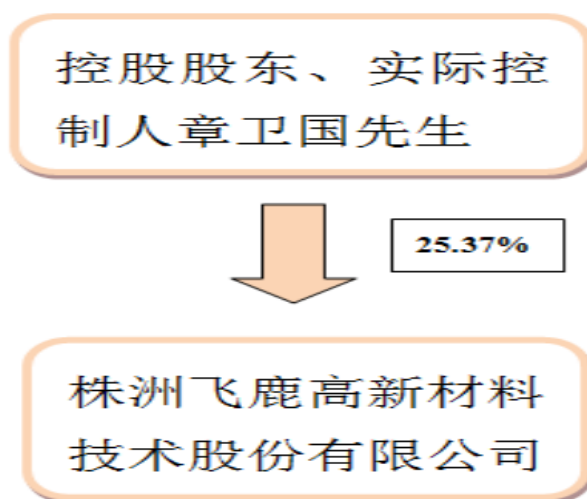 控股股东、实际控
制人章卫国先生
25.37%
株洲飞鹿高新材料
技术股份有限公司